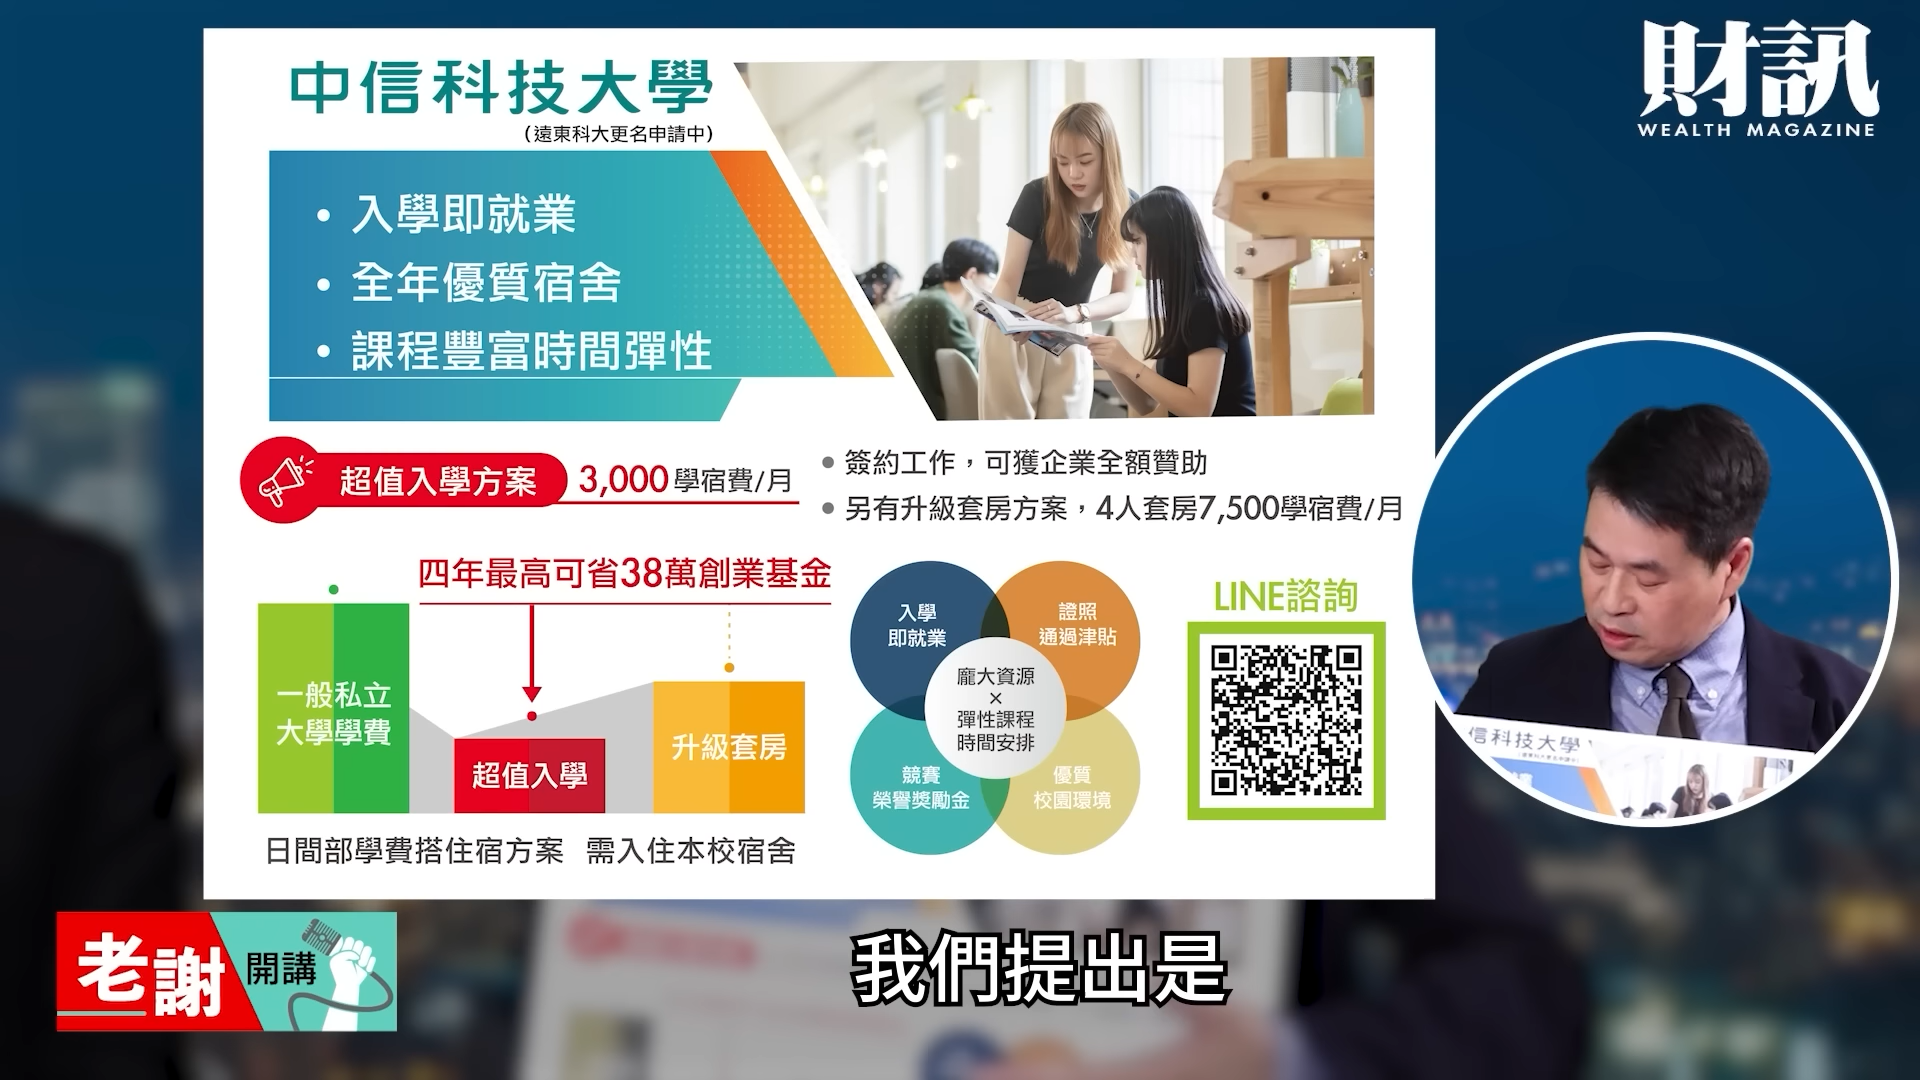 中信科技大學
（遠東科大更名申請中）
• 入學即就業
• 全年優質宿舍
• 課程豐富時間彈性
財訊
WEALTH MAGAZINE
超值入學方案 3,000學宿費/月
• 簽約工作，可獲企業全額贊助
• 另有升級套房方案，4人套房7,500學宿費/月
四年最高可省38萬創業基金
一般私立
大學學費
超值入學
升級套房
日間部學費搭住宿方案 需入住本校宿舍
入學
即就業
證照
通過津貼
龐大資源
×
彈性課程
時間安排
競賽
榮譽獎勵金
優質
校園環境
LINE諮詢
信科技大學
老謝
開講
我們提出是